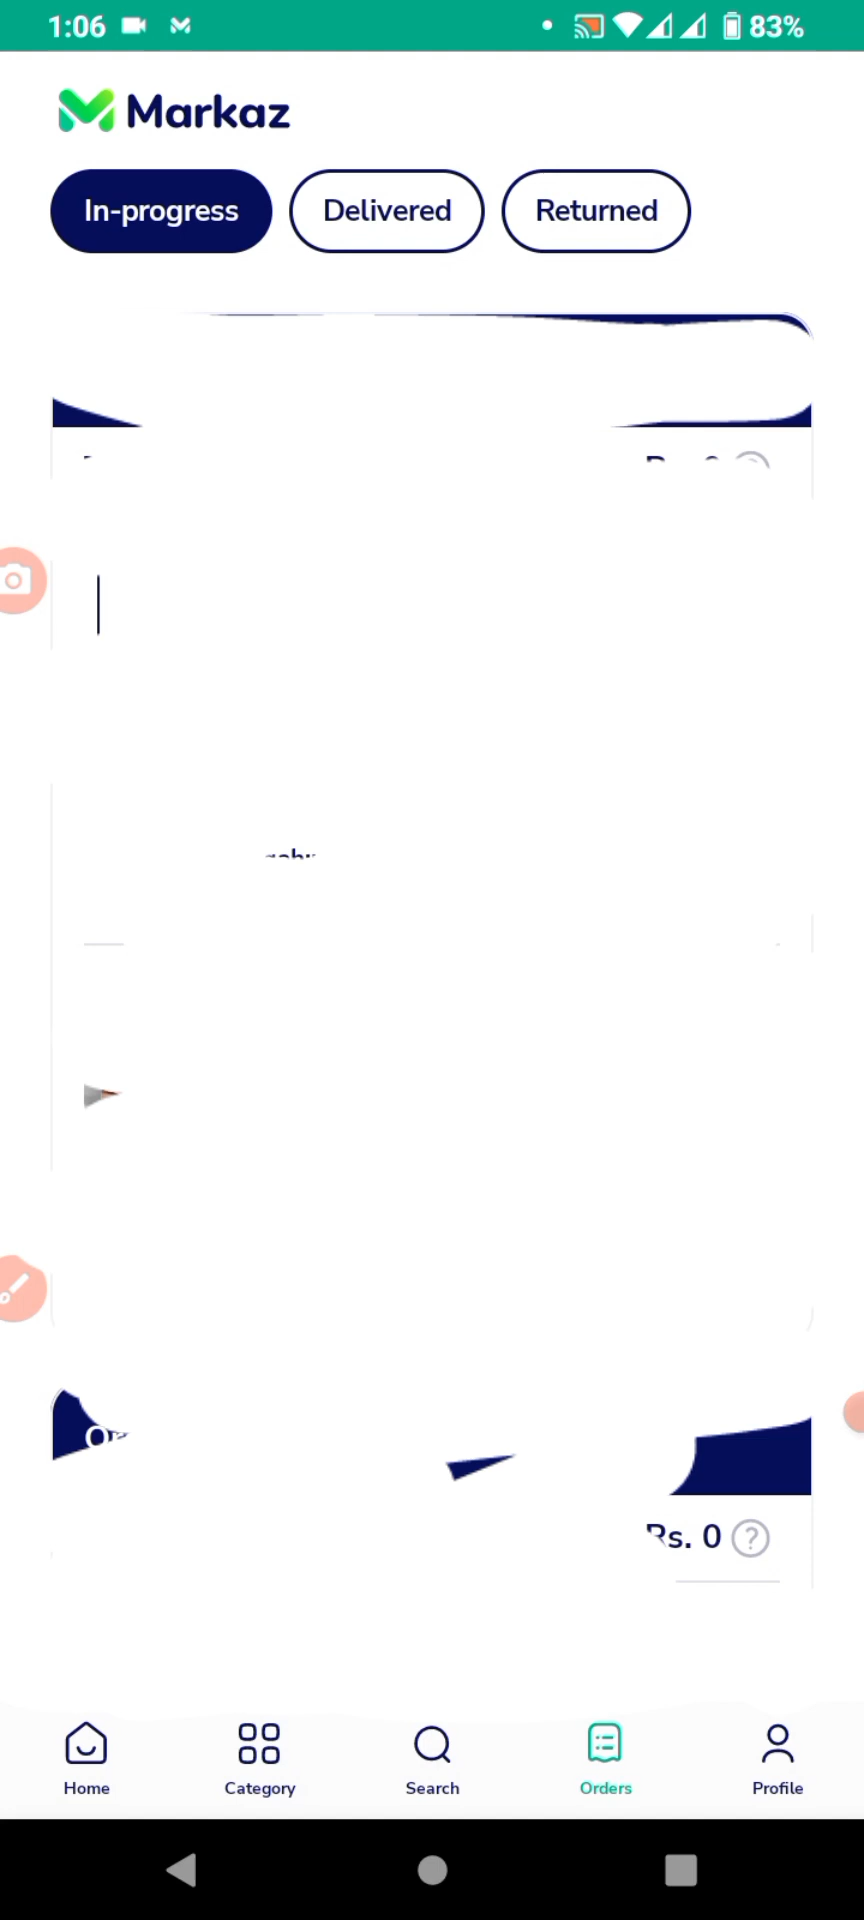 1:06 83%
Markaz
In-progress Delivered Returned
Rs. 0
Home Category Search Orders Profile